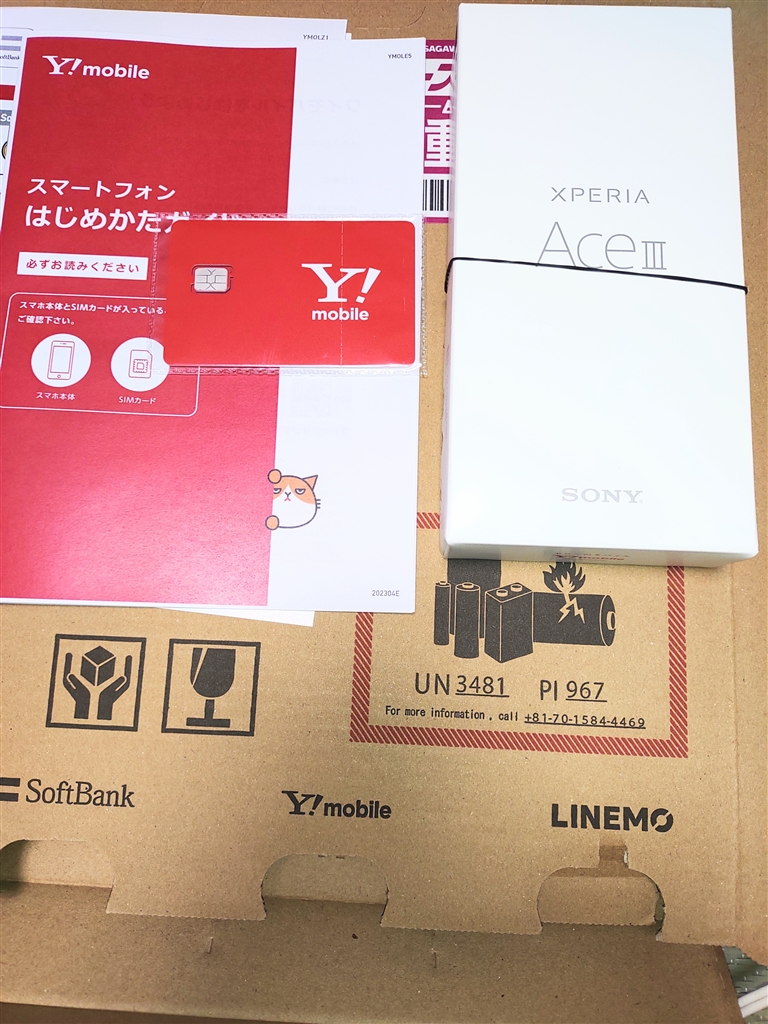 YMOLZ1
YMOLE5
SoftBank
Y!mobile
スマートフォン
はじめかたガイド
必ずお読みください
スマホ本体とSIMカードが入っている
ご確認下さい。
スマホ本体
SIMカード
202304E
Y!
mobile
SAGAW
重
XPERIA
Ace III
SONY
UN 3481 PI 967
For more information, call +81-70-1584-4469
SoftBank
Y!mobile
LINEMO